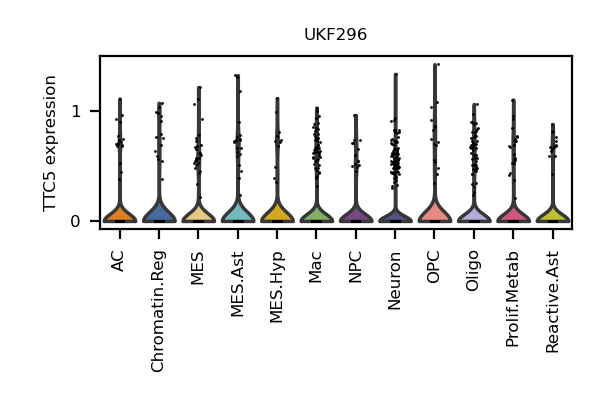 UKF296
TTC5 expression
1
0
AC
Chromatin.Reg
MES
MES.Ast
MES.Hyp
Mac
NPC
Neuron
OPC
Oligo
Prolif.Metab
Reactive.Ast